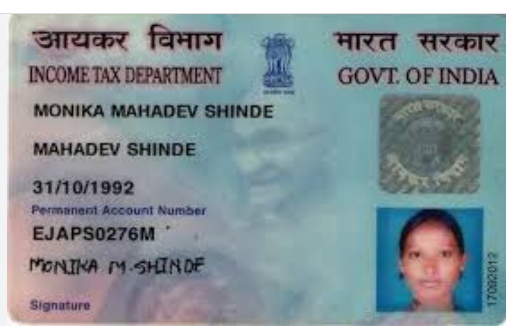 आयकर विभाग
INCOME TAX DEPARTMENT
भारत सरकार
GOVT. OF INDIA
MONIKA MAHADEV SHINDE
MAHADEV SHINDE
31/10/1992
Permanent Account Number
EJAPS0276M
MONIKA M. SHINDE
Signature
17092012